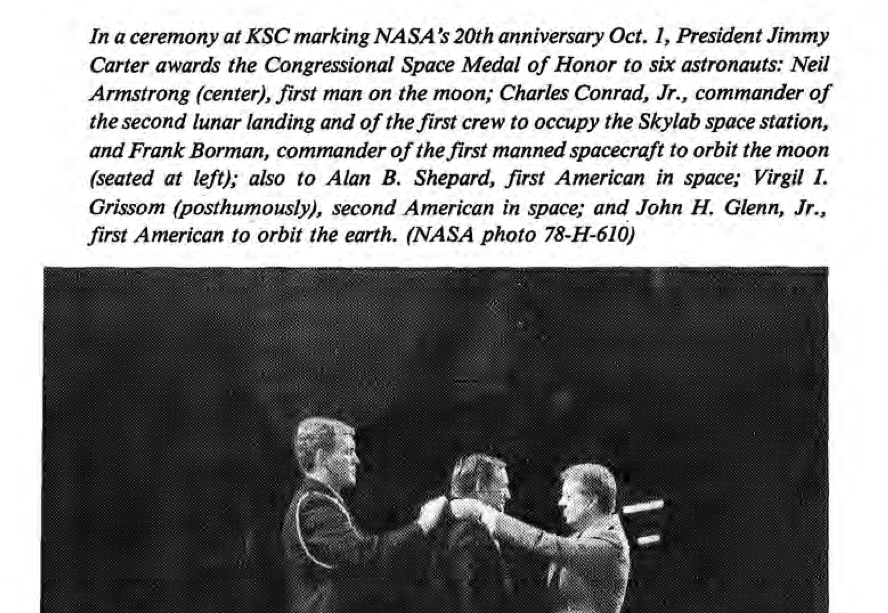 In a ceremony at KSC marking NASA's 20th anniversary Oct. 1, President Jimmy
Carter awards the Congressional Space Medal of Honor to six astronauts: Neil
Armstrong (center), first man on the moon; Charles Conrad, Jr., commander of
the second lunar landing and of the first crew to occupy the Skylab space station,
and Frank Borman, commander of the first manned spacecraft to orbit the moon
(seated at left); also to Alan B. Shepard, first American in space; Virgil I.
Grissom (posthumously), second American in space; and John H. Glenn, Jr.,
first American to orbit the earth. (NASA photo 78-H-610)